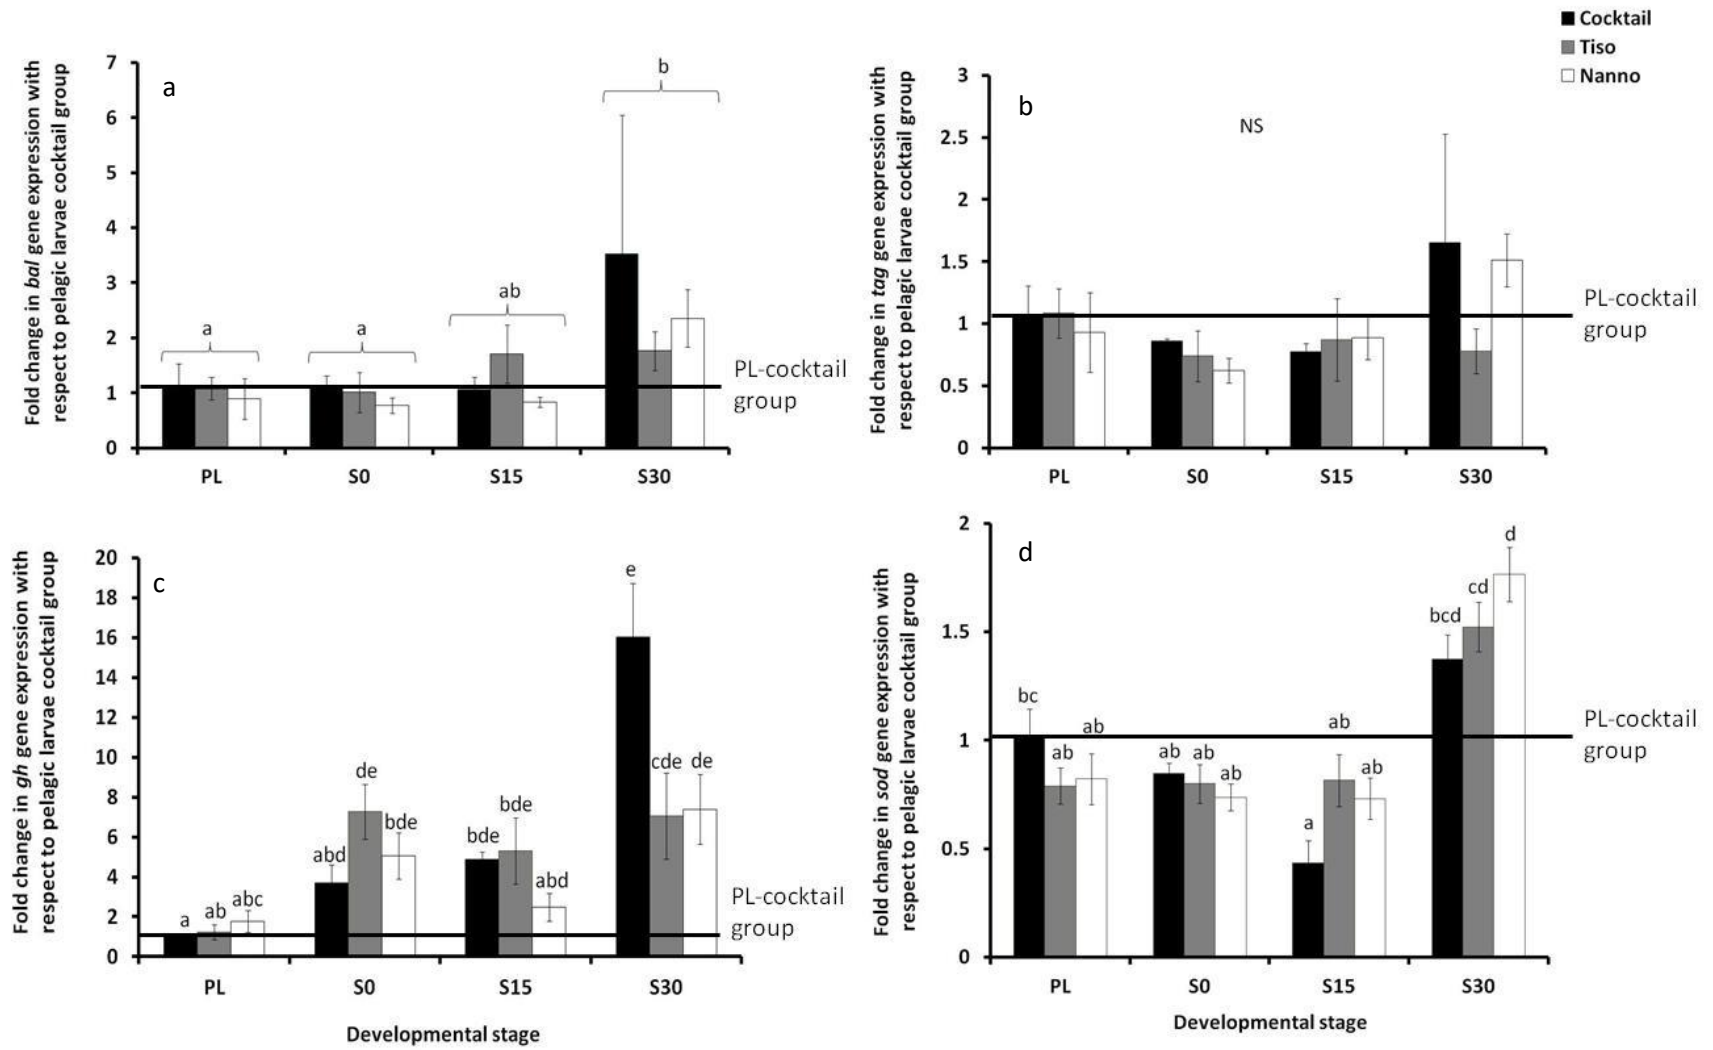 Cocktail
Tiso
Nanno
Fold change in bal gene expression with
respect to pelagic larvae cocktail group
7
6
5
4
3
2
1
0
a
a
a
ab
b
PL-cocktail
group
PL
S0
S15
S30
Fold change in tag gene expression with
respect to pelagic larvae cocktail group
3
2.5
2
1.5
1
0.5
0
b
NS
PL-cocktail
group
PL
S0
S15
S30
Fold change in gh gene expression with
respect to pelagic larvae cocktail group
20
18
16
14
12
10
8
6
4
2
0
c
a
ab
abc
abd
de
bde
bde
bde
abd
e
cde
de
PL-cocktail
group
PL
S0
S15
S30
Developmental stage
Fold change in sod gene expression with
respect to pelagic larvae cocktail group
2
1.5
1
0.5
0
d
bc
ab
ab
ab
ab
ab
a
ab
ab
bcd
cd
d
PL-cocktail
group
PL
S0
S15
S30
Developmental stage